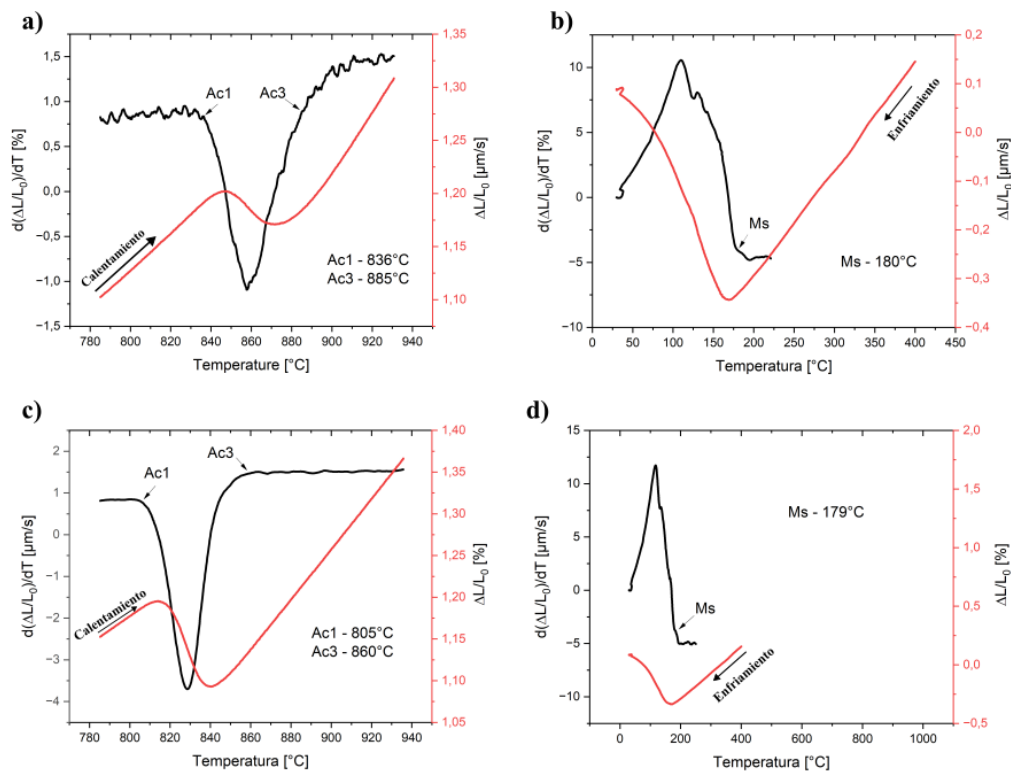 a)
d(ΔL/L₀)/dT [%]
1,5
1,0
0,5
0,0
−0,5
−1,0
−1,5
Ac1
Ac3
Calentamiento
Ac1 - 836°C
Ac3 - 885°C
1,35
1,30
1,25
1,20
1,15
1,10
ΔL/L₀ [µm/s]
780 800 820 840 860 880 900 920 940
Temperature [°C]
b)
d(ΔL/L₀)/dT [%]
10
5
0
−5
−10
Enfriamiento
Ms
Ms - 180°C
0,2
0,1
0,0
−0,1
−0,2
−0,3
−0,4
ΔL/L₀ [µm/s]
0 50 100 150 200 250 300 350 400 450
Temperatura [°C]
c)
d(ΔL/L₀)/dT [µm/s]
2
1
0
−1
−2
−3
−4
Ac1
Ac3
Calentamiento
Ac1 - 805°C
Ac3 - 860°C
1,40
1,35
1,30
1,25
1,20
1,15
1,10
1,05
ΔL/L₀ [%]
780 800 820 840 860 880 900 920 940
Temperatura [°C]
d)
d(ΔL/L₀)/dT [µm/s]
15
10
5
0
−5
−10
Ms - 179°C
Ms
Enfriamiento
2,0
1,5
1,0
0,5
0,0
−0,5
ΔL/L₀ [%]
0 200 400 600 800 1000
Temperatura [°C]